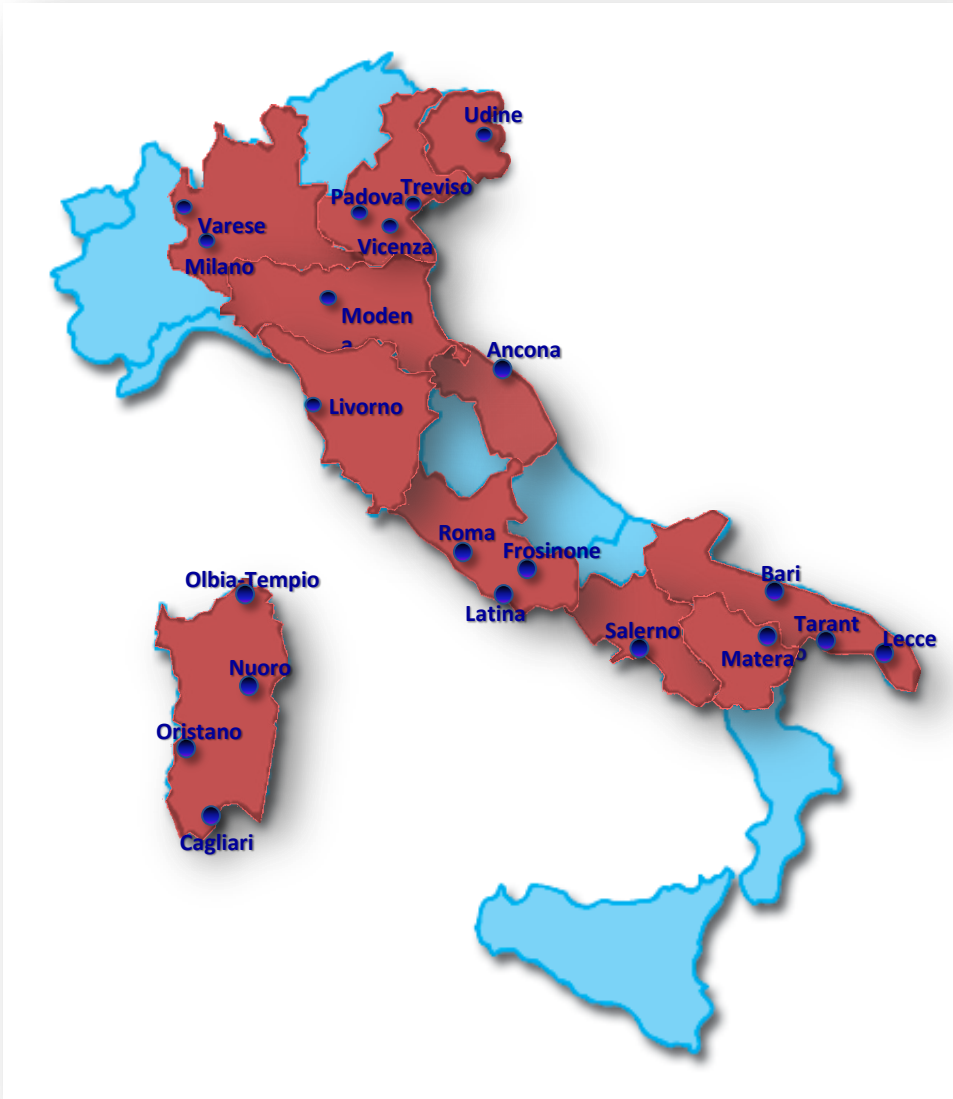 Udine
Treviso
Padova
Varese
Vicenza
Milano
Moden
a
Ancona
Livorno
Roma
Frosinone
Bari
Olbia-Tempio
Latina
Tarant
o
Salerno
Lecce
Matera
Nuoro
Oristano
Cagliari